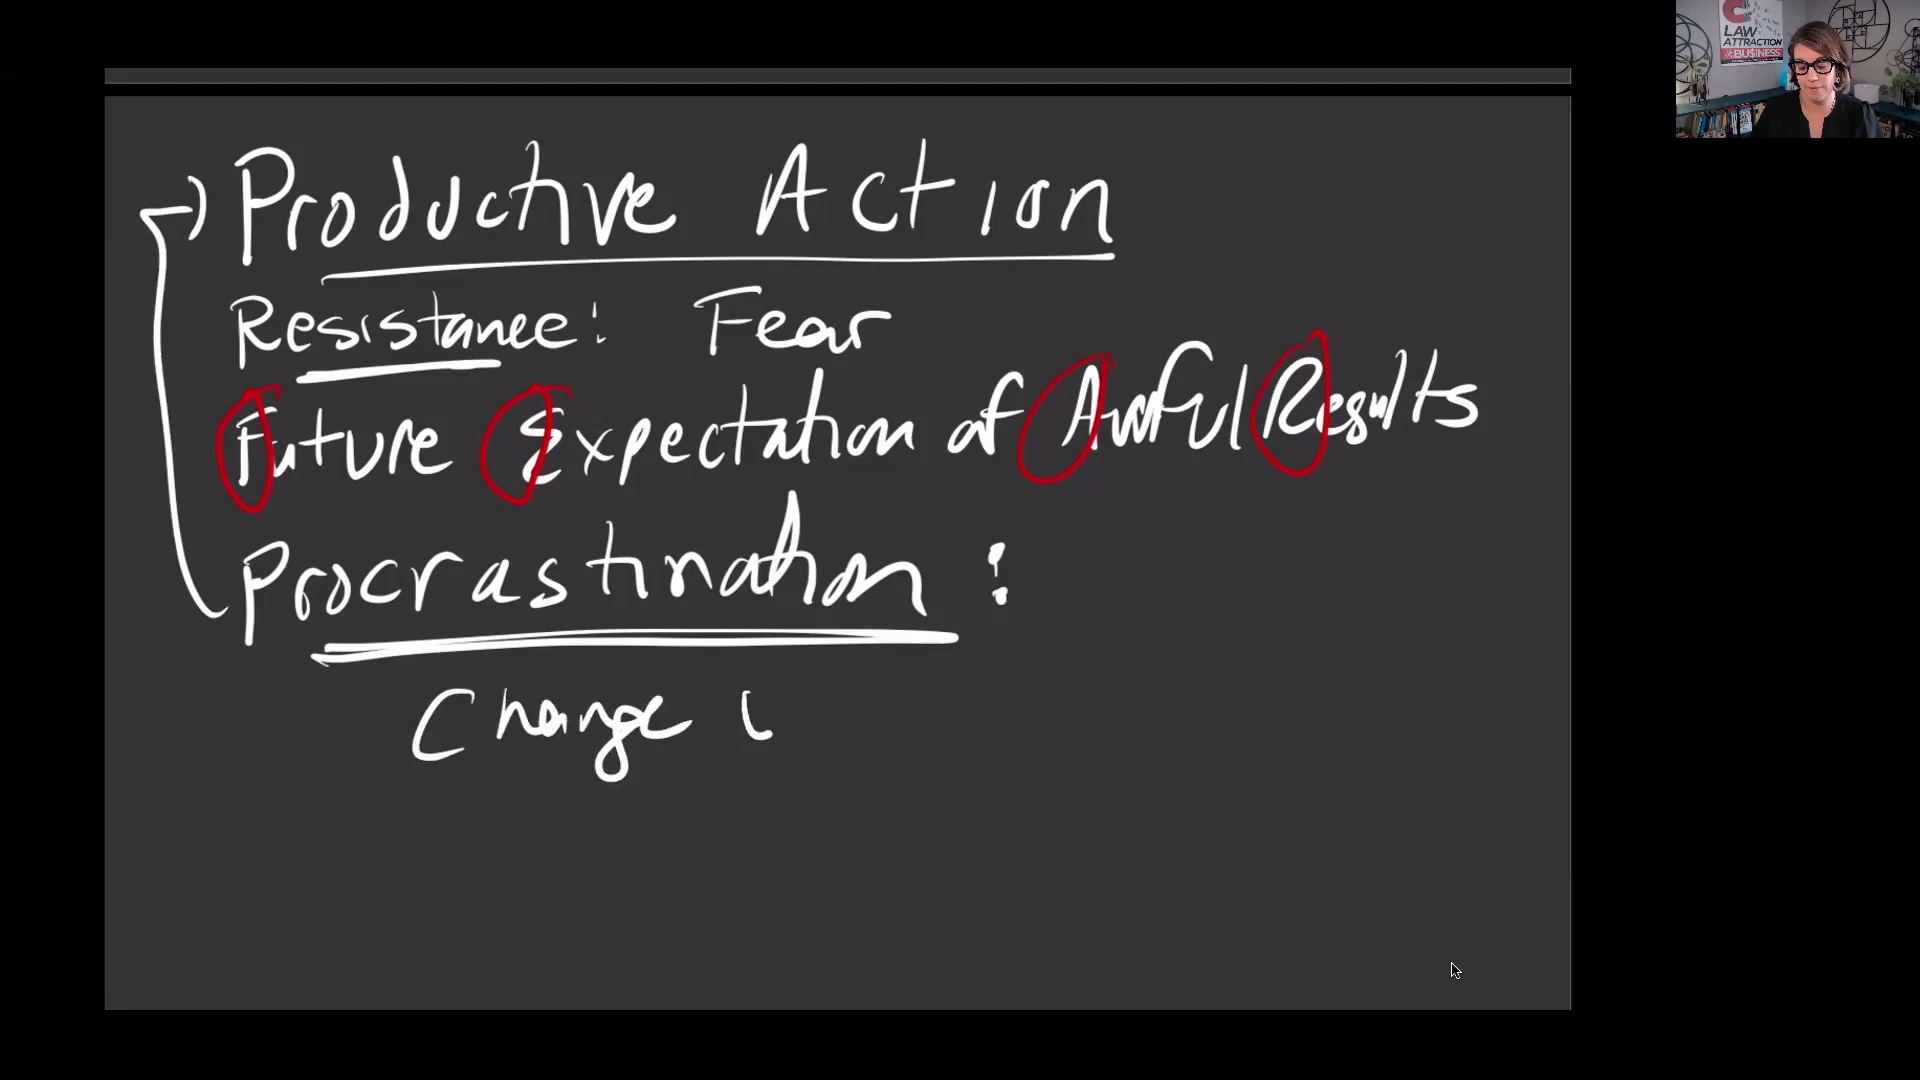 LAW
ATTRACTION
BUSINESS
Productive Action
Resistance: Fear
Future Expectation of Awful Results
Procrastination :
Change